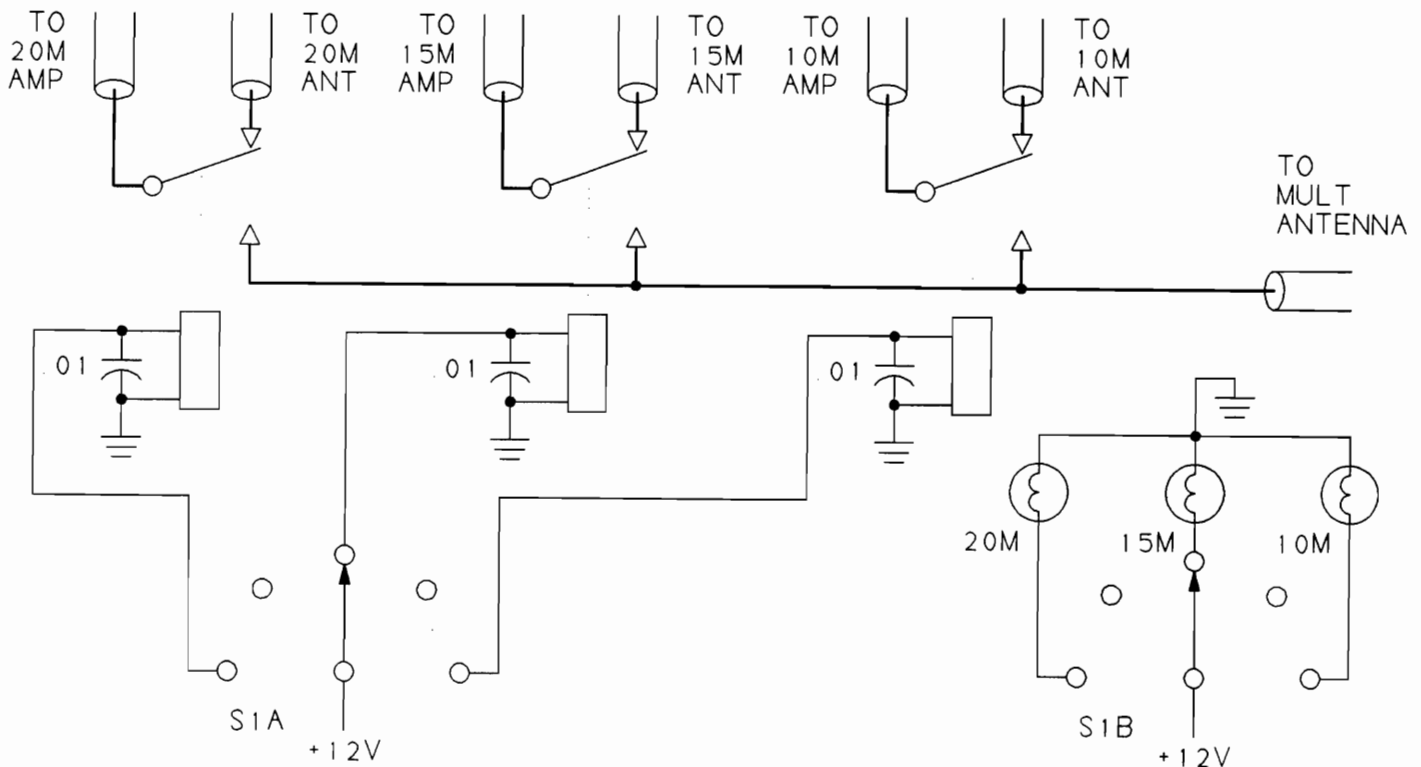 TO
20M
AMP
TO
20M
ANT
TO
15M
AMP
TO
15M
ANT
TO
10M
AMP
TO
10M
ANT
TO
MULT
ANTENNA
01
01
01
20M
15M
10M
S1A
+12V
S1B
+12V